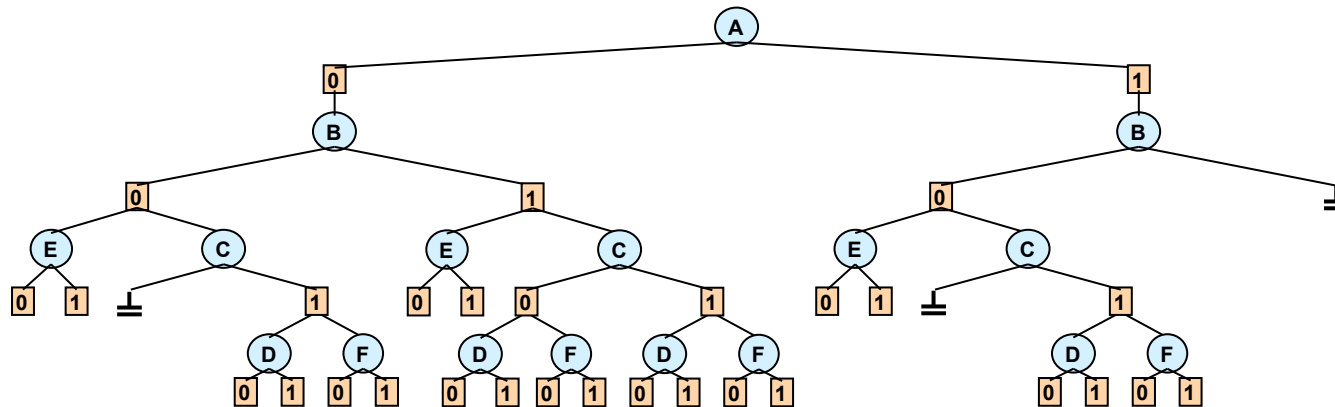 A
0 1
B B
0 1 0
E C E C E C
0 1 1 0 1 0 1 0 1 1
D F D F D F D F
0 1 0 1 0 1 0 1 0 1 0 1 0 1 0 1